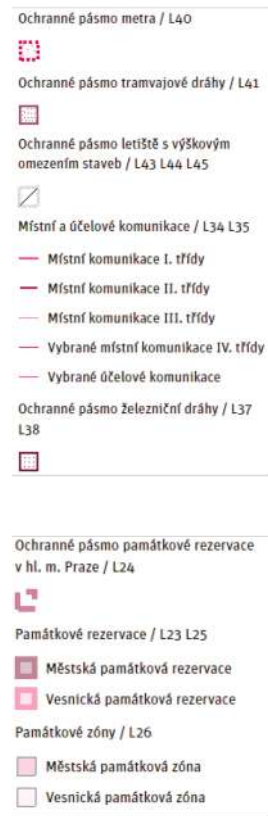 Ochranné pásmo metra / L40
Ochranné pásmo tramvajové dráhy / L41
Ochranné pásmo letiště s výškovým
omezením staveb / L43 L44 L45
Místní a účelové komunikace / L34 L35
Místní komunikace I. třídy
Místní komunikace II. třídy
Místní komunikace III. třídy
Vybrané místní komunikace IV. třídy
Vybrané účelové komunikace
Ochranné pásmo železniční dráhy / L37
L38
Ochranné pásmo památkové rezervace
v hl. m. Praze / L24
Památkové rezervace / L23 L25
Městská památková rezervace
Vesnická památková rezervace
Památkové zóny / L26
Městská památková zóna
Vesnická památková zóna